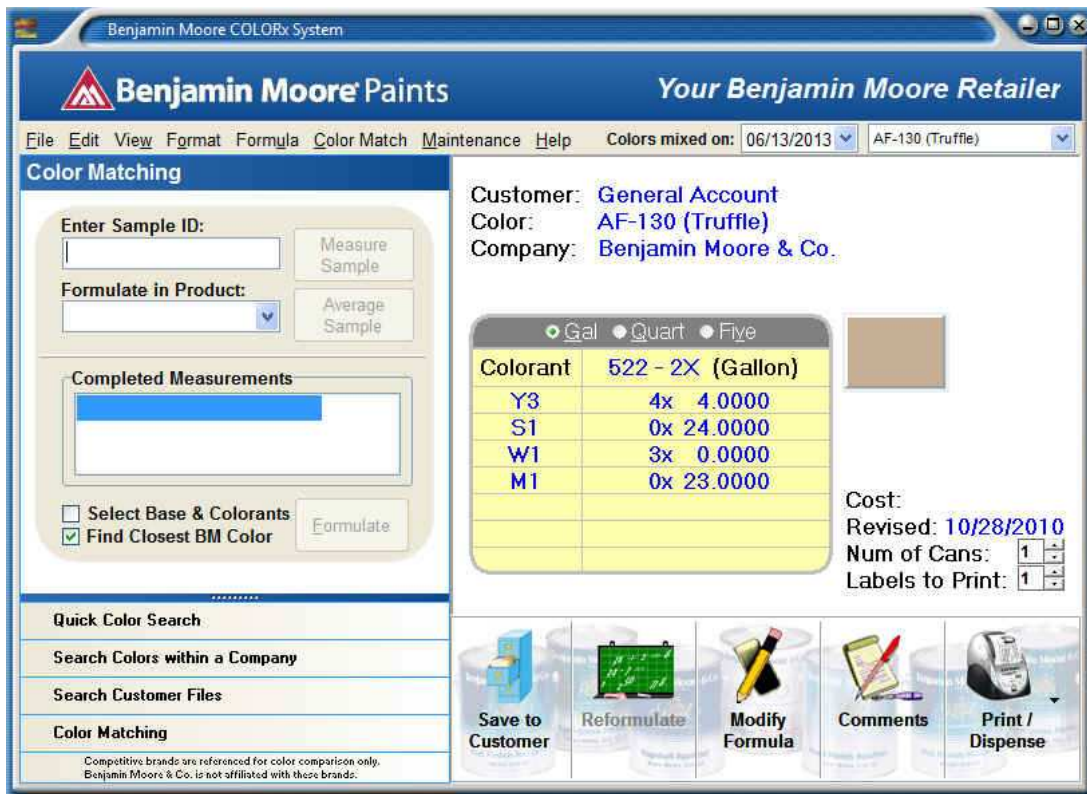 Benjamin Moore COLORx System
Benjamin Moore Paints
Your Benjamin Moore Retailer
File Edit View Format Formula Color Match Maintenance Help Colors mixed on: 06/13/2013 AF-130 (Truffle)
Color Matching
Enter Sample ID:
Measure
Sample
Formulate in Product:
Average
Sample
Completed Measurements
Select Base & Colorants
Find Closest BM Color
Formulate
Quick Color Search
Search Colors within a Company
Search Customer Files
Color Matching
Competitive brands are referenced for color comparison only.
Benjamin Moore & Co. is not affiliated with these brands.
Customer: General Account
Color: AF-130 (Truffle)
Company: Benjamin Moore & Co.
Gal Quart Five
Colorant 522 - 2X (Gallon)
Y3 4x 4.0000
S1 0x 24.0000
W1 3x 0.0000
M1 0x 23.0000
Cost:
Revised: 10/28/2010
Num of Cans: 1
Labels to Print: 1
Save to
Customer
Reformulate
Modify
Formula
Comments
Print /
Dispense